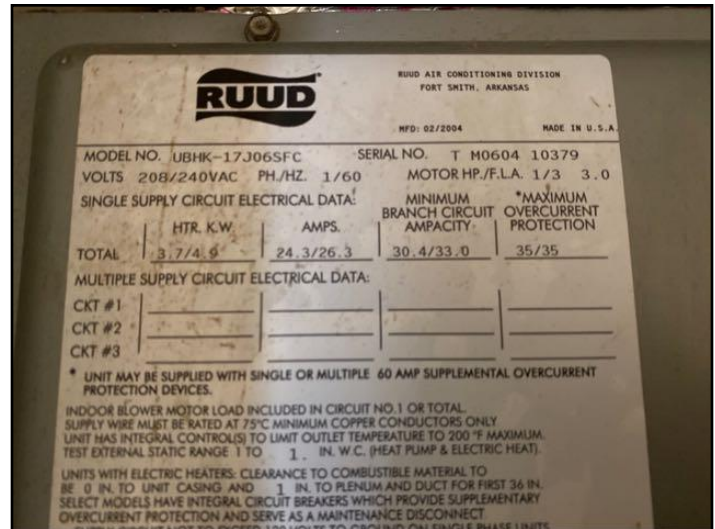 RUUD
RUUD AIR CONDITIONING DIVISION
FORT SMITH, ARKANSAS
MFD: 02/2004 MADE IN U.S.A.
MODEL NO. UBHK-17J06SFC SERIAL NO. T M0604 10379
VOLTS 208/240VAC PH./HZ. 1/60 MOTOR HP./F.L.A. 1/3 3.0
SINGLE SUPPLY CIRCUIT ELECTRICAL DATA: MINIMUM *MAXIMUM
BRANCH CIRCUIT OVERCURRENT
HTR. K.W. AMPS. AMPACITY PROTECTION
TOTAL 3.7/4.9 24.3/26.3 30.4/33.0 35/35
MULTIPLE SUPPLY CIRCUIT ELECTRICAL DATA:
CKT #1
CKT #2
CKT #3
* UNIT MAY BE SUPPLIED WITH SINGLE OR MULTIPLE 60 AMP SUPPLEMENTAL OVERCURRENT
PROTECTION DEVICES.
INDOOR BLOWER MOTOR LOAD INCLUDED IN CIRCUIT NO.1 OR TOTAL.
SUPPLY WIRE MUST BE RATED AT 75°C MINIMUM COPPER CONDUCTORS ONLY
UNIT HAS INTEGRAL CONTROL(S) TO LIMIT OUTLET TEMPERATURE TO 200 °F MAXIMUM.
TEST EXTERNAL STATIC RANGE .1 TO 1. IN. W.C. (HEAT PUMP & ELECTRIC HEAT).
UNITS WITH ELECTRIC HEATERS: CLEARANCE TO COMBUSTIBLE MATERIAL TO
BE 0 IN. TO UNIT CASING AND 1 IN. TO PLENUM AND DUCT FOR FIRST 36 IN.
SELECT MODELS HAVE INTEGRAL CIRCUIT BREAKERS WHICH PROVIDE SUPPLEMENTARY
OVERCURRENT PROTECTION AND SERVE AS A MAINTENANCE DISCONNECT